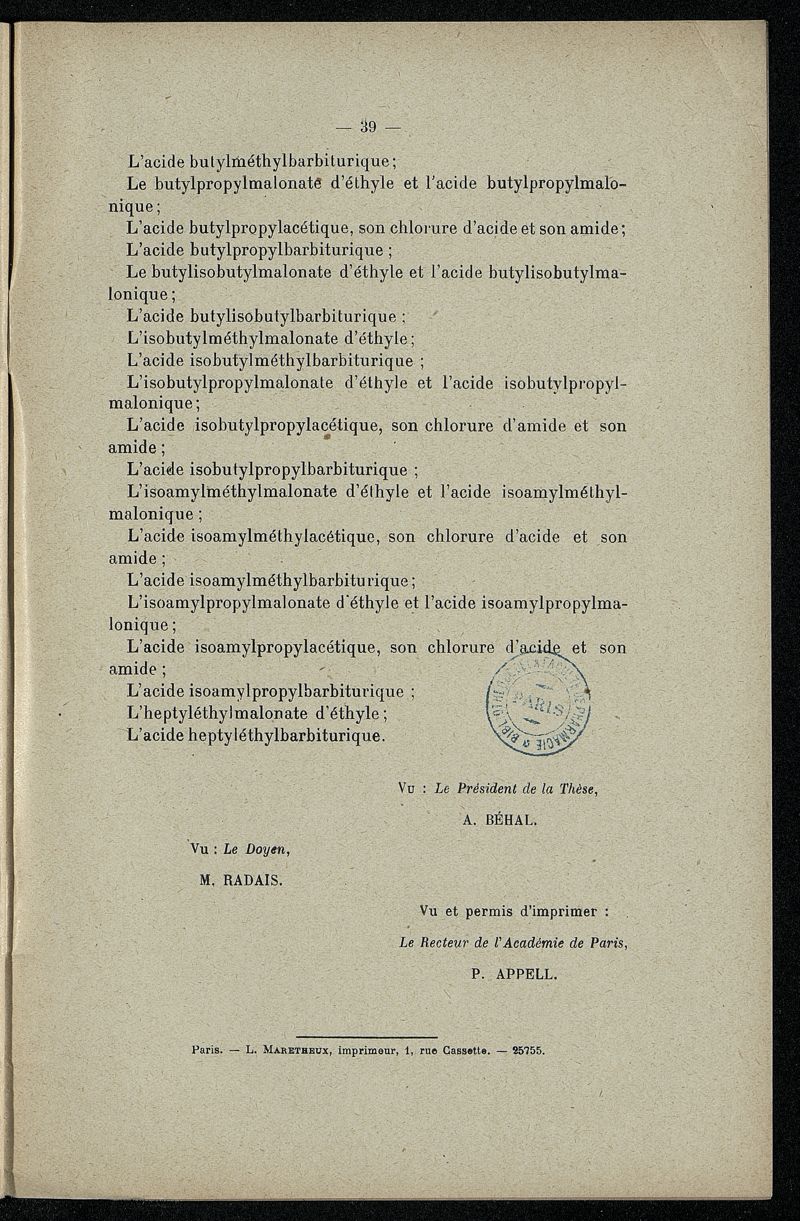 — 39 —
L'acide butylméthylbarbiturique;
Le butylpropylmalonate d'éthyle et l'acide butylpropylmalo-
nique;
L'acide butylpropylacétique, son chlorure d'acide et son amide;
L'acide butylpropylbarbiturique ;
Le butylisobutylmalonate d'éthyle et l'acide butylisobutylma-
lonique;
L'acide butylisobutylbarbiturique ;
L'isobutylméthylmalonate d'éthyle;
L'acide isobutylméthylbarbiturique ;
L'isobutylpropylmalonate d'éthyle et l'acide isobutylpropyl-
malonique;
L'acide isobutylpropylacétique, son chlorure d'amide et son
amide ;
L'acide isobutylpropylbarbiturique ;
L'isoamylméthylmalonate d'éthyle et l'acide isoamylméthyl-
malonique ;
L'acide isoamylméthylacétique, son chlorure d'acide et son
amide ;
L'acide isoamylméthylbarbiturique;
L'isoamylpropylmalonate d'éthyle et l'acide isoamylpropylma-
lonique;
L'acide isoamylpropylacétique, son chlorure d'acide et son
amide ;
L'acide isoamylpropylbarbiturique ;
L'heptyléthylmalonate d'éthyle;
L'acide heptyléthylbarbiturique.
PARIS
Vu : Le Président de la Thèse,
A. BÉHAL.
Vu : Le Doyen,
M. RADAIS.
Vu et permis d'imprimer :
Le Recteur de l'Académie de Paris,
P. APPELL.
Paris. — L. MARETHEUX, imprimeur, 1, rue Cassette. — 25755.